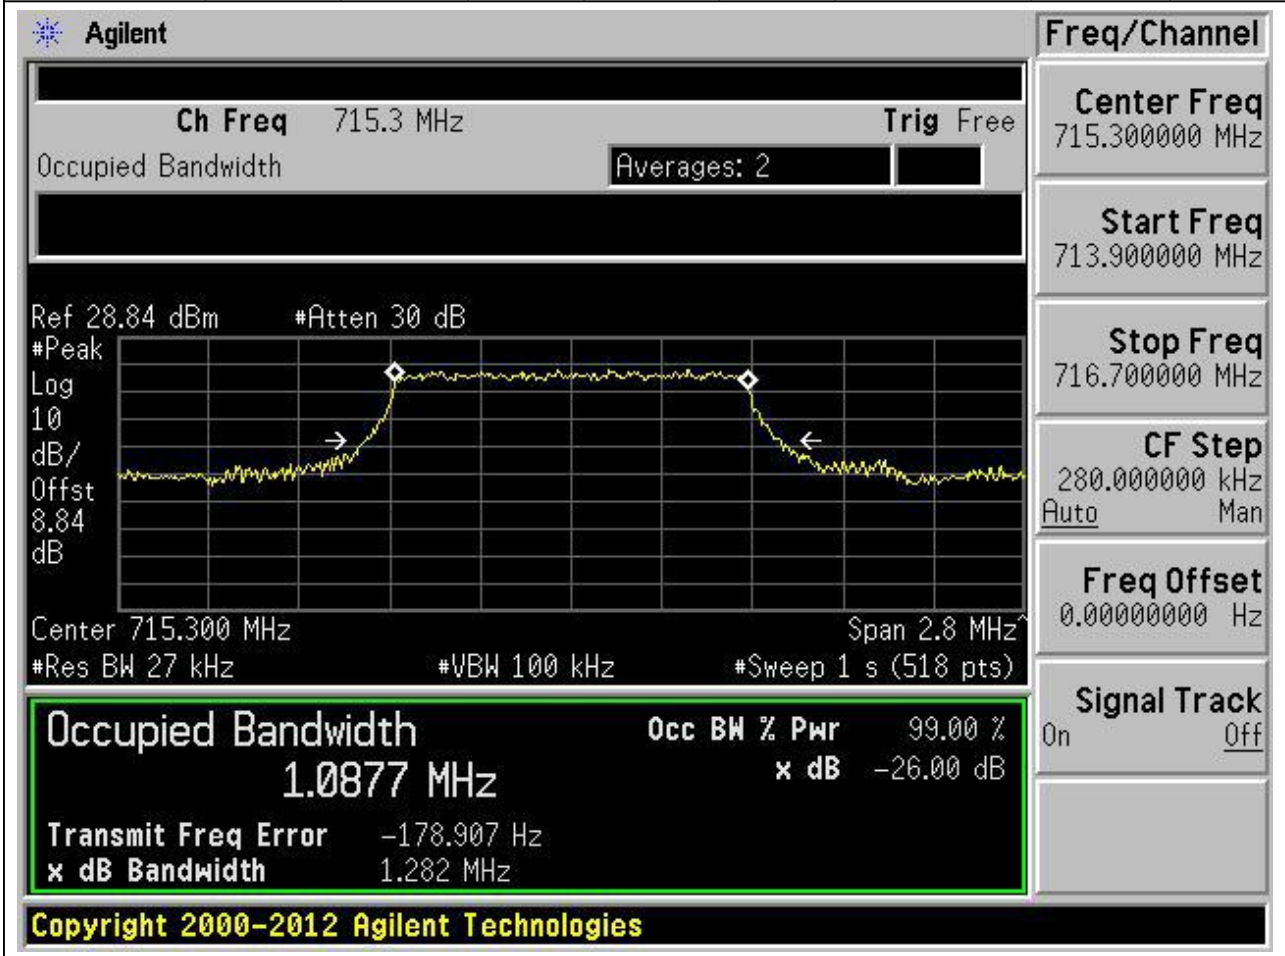 Agilent
Freq/Channel
Ch Freq 715.3 MHz Trig Free
Occupied Bandwidth Averages: 2
Ref 28.84 dBm #Atten 30 dB
#Peak
Log
10
dB/
Offst
8.84
dB
Center 715.300 MHz Span 2.8 MHz^
#Res BW 27 kHz #VBW 100 kHz #Sweep 1 s (518 pts)
Occupied Bandwidth Occ BW % Pwr 99.00 %
1.0877 MHz x dB -26.00 dB
Transmit Freq Error -178.907 Hz
x dB Bandwidth 1.282 MHz
Copyright 2000-2012 Agilent Technologies
Center Freq
715.300000 MHz
Start Freq
713.900000 MHz
Stop Freq
716.700000 MHz
CF Step
280.000000 kHz
Auto Man
Freq Offset
0.00000000 Hz
Signal Track
On Off